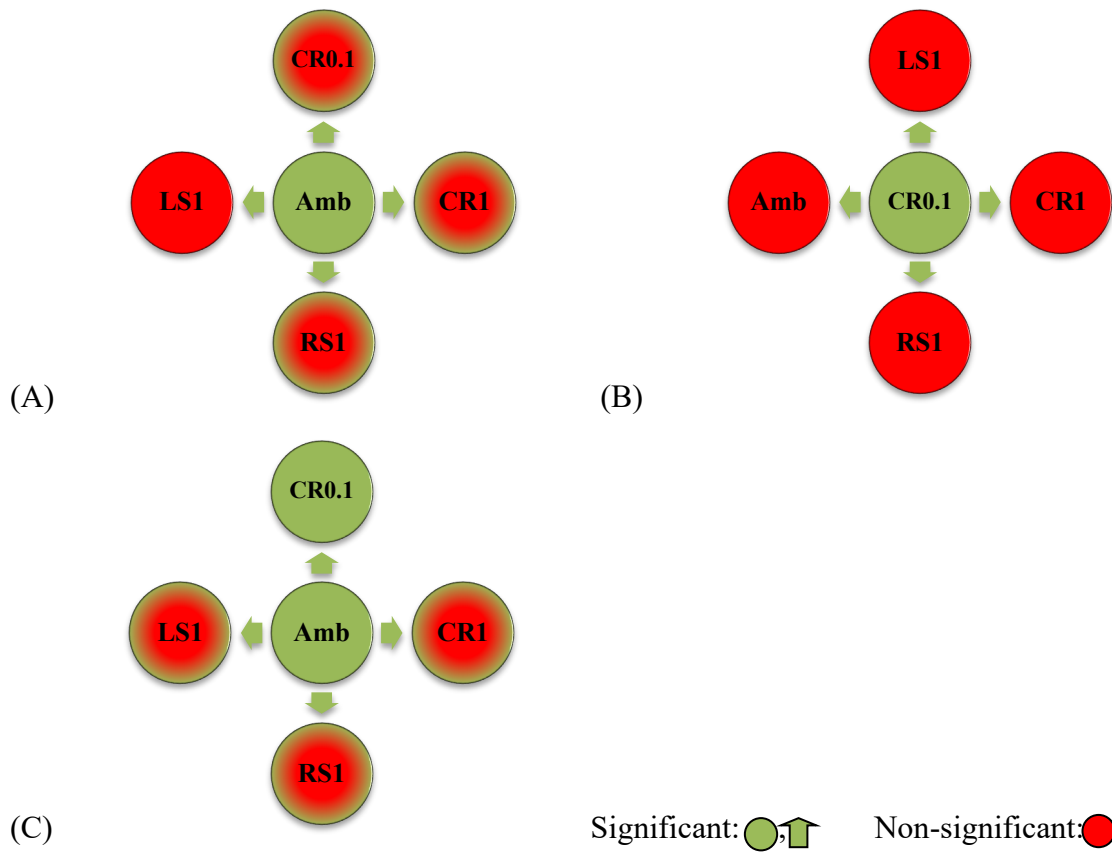 CR0.1
LS1 Amb CR1
RS1
(A)
LS1
Amb CR0.1 CR1
RS1
(B)
CR0.1
LS1 Amb CR1
RS1
(C)
Significant: , Non-significant: